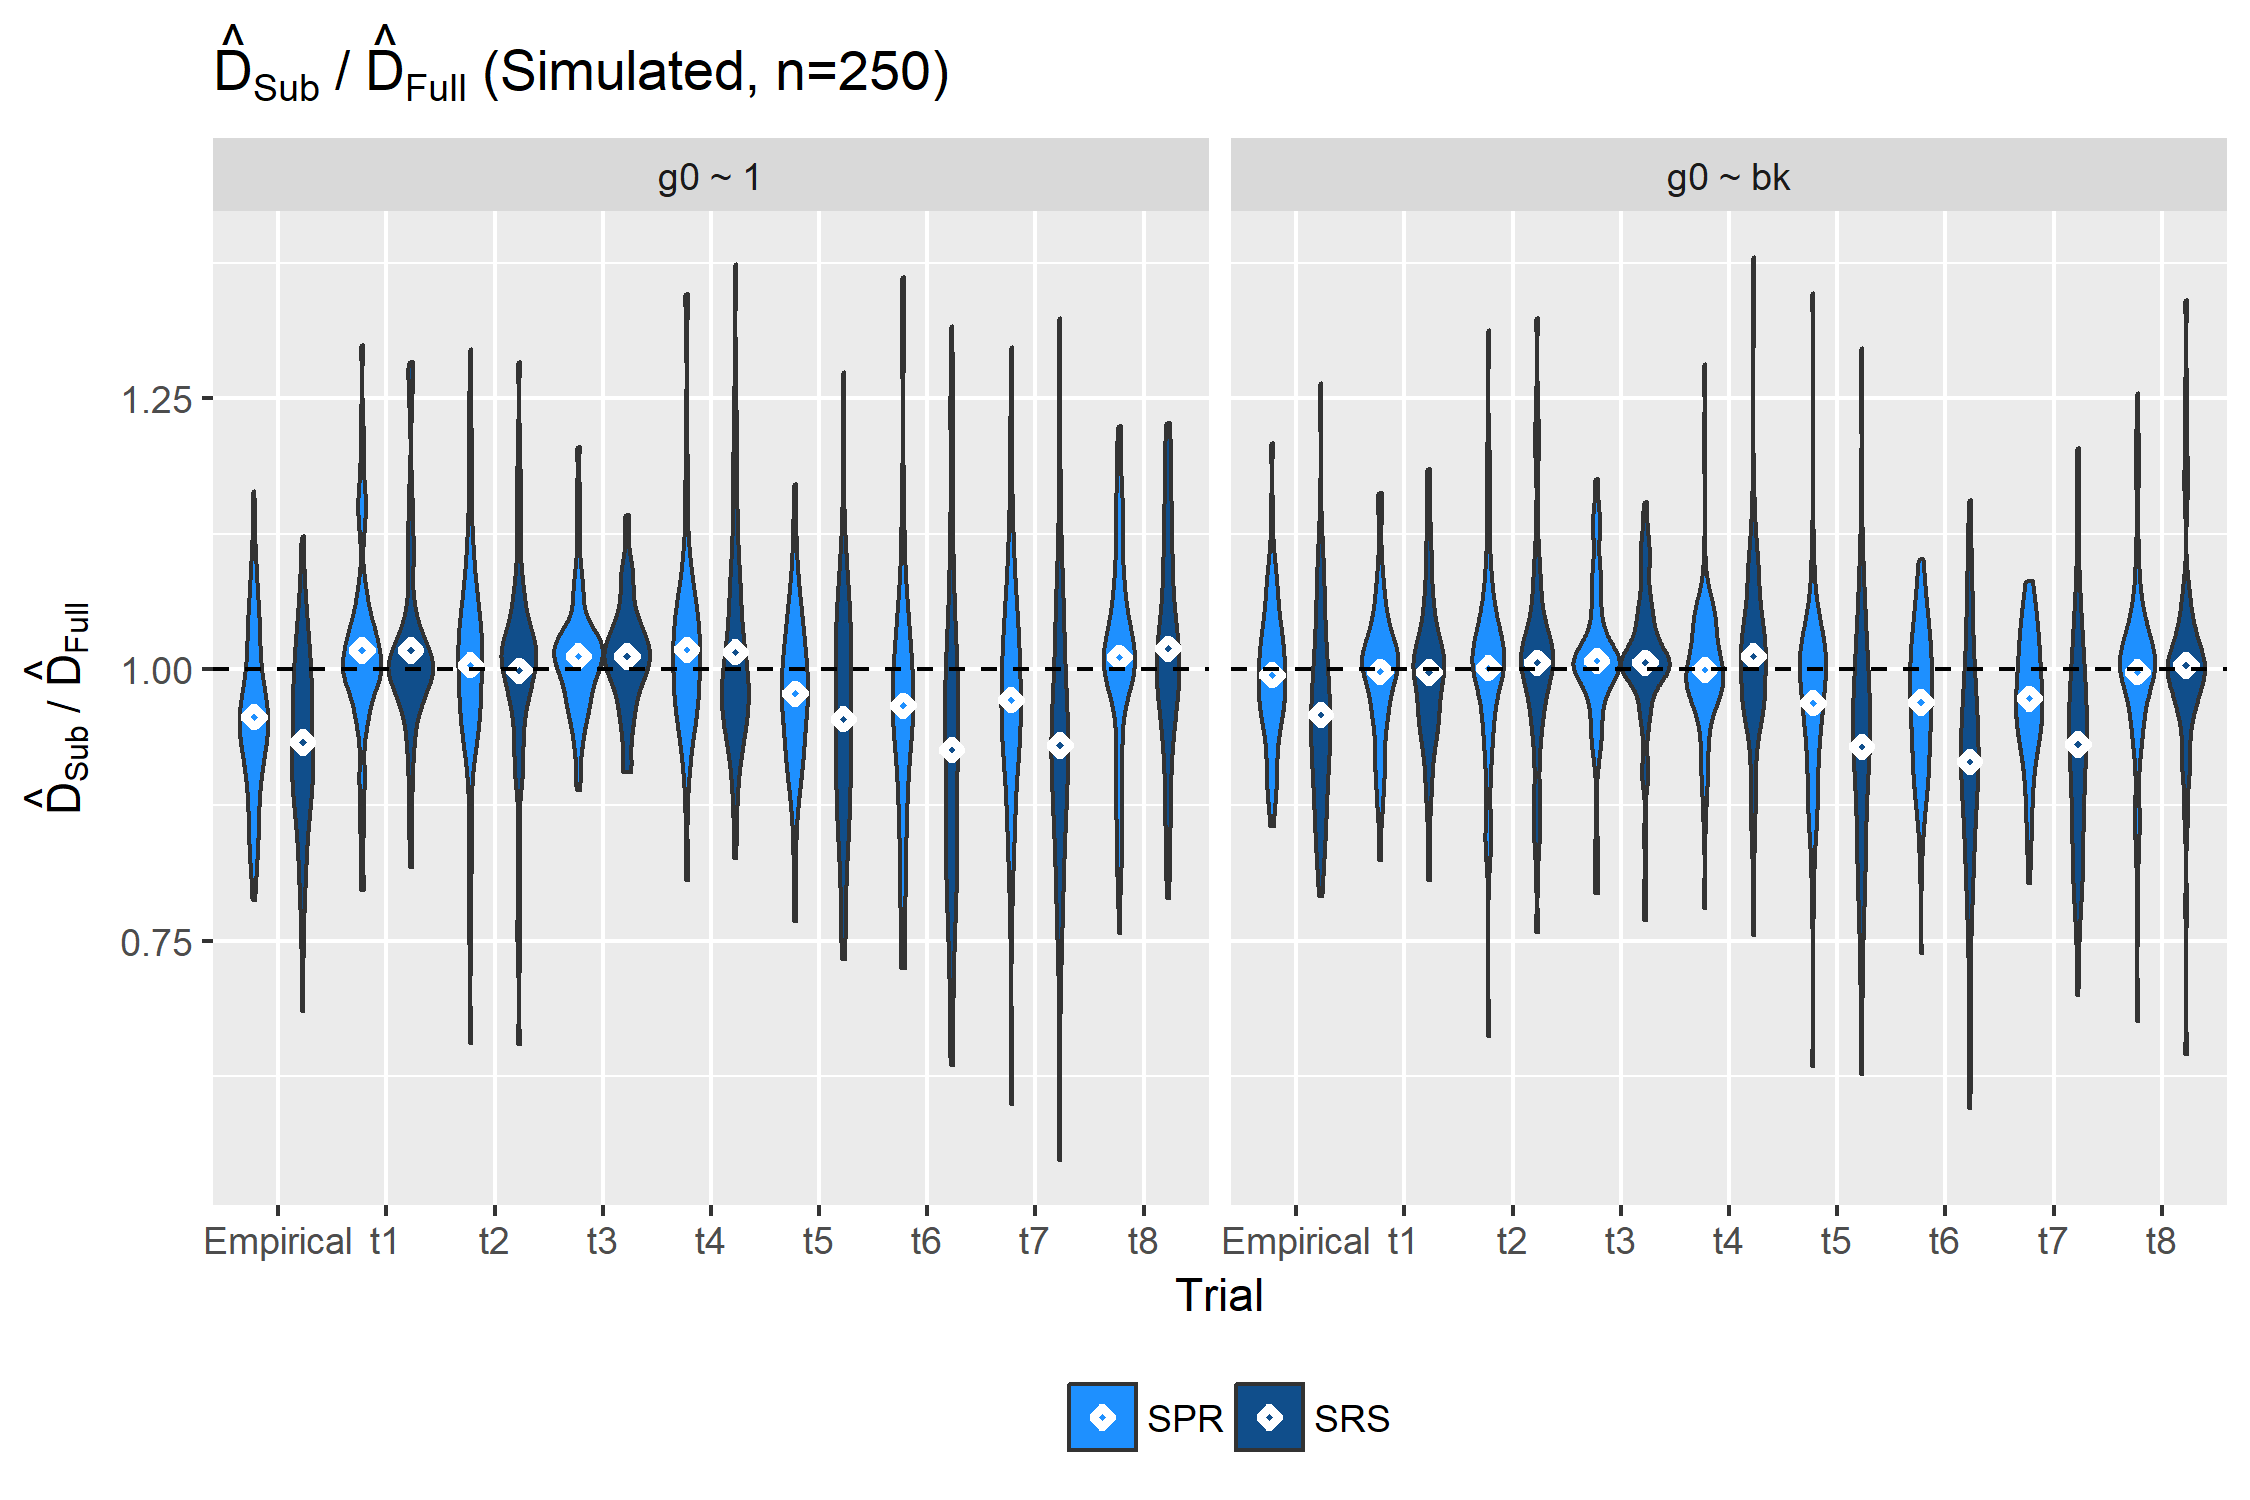 D̂Sub / D̂Full (Simulated, n=250)
g0 ~ 1
g0 ~ bk
D̂Sub / D̂Full
1.25
1.00
0.75
Empirical t1 t2 t3 t4 t5 t6 t7 t8
Empirical t1 t2 t3 t4 t5 t6 t7 t8
Trial
SPR SRS